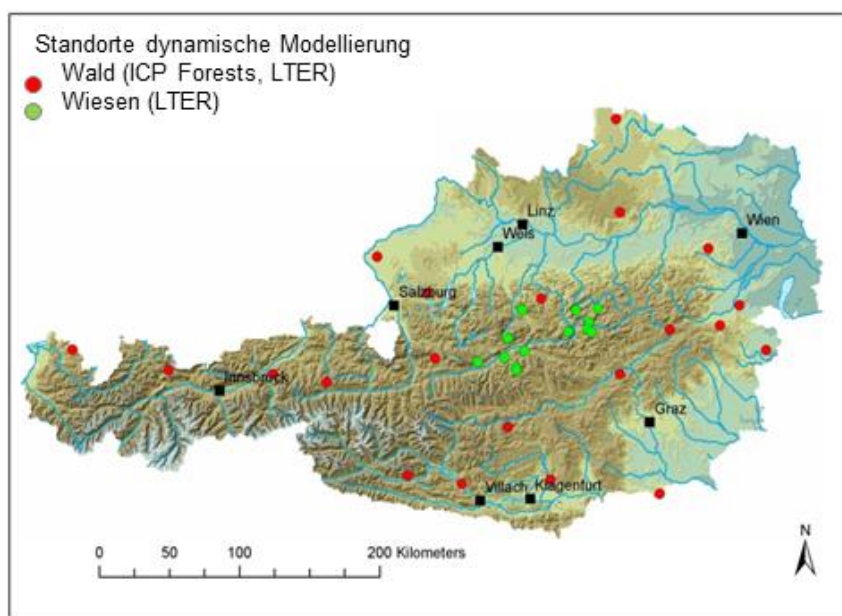 Standorte dynamische Modellierung
Wald (ICP Forests, LTER)
Wiesen (LTER)
Linz
Wels
Wien
Salzburg
Innsbruck
Graz
Villach
Klagenfurt
0 50 100 200 Kilometers
N